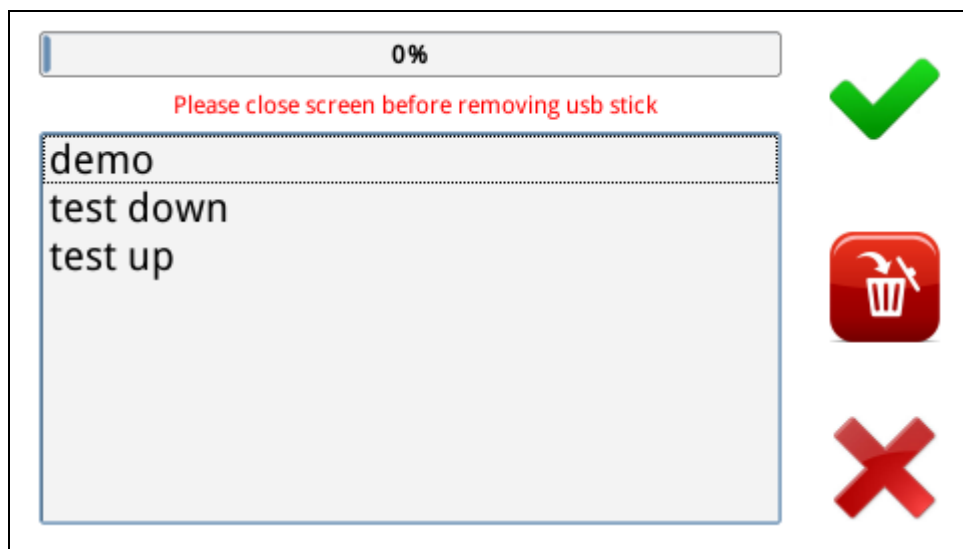 0%
Please close screen before removing usb stick
demo
test down
test up